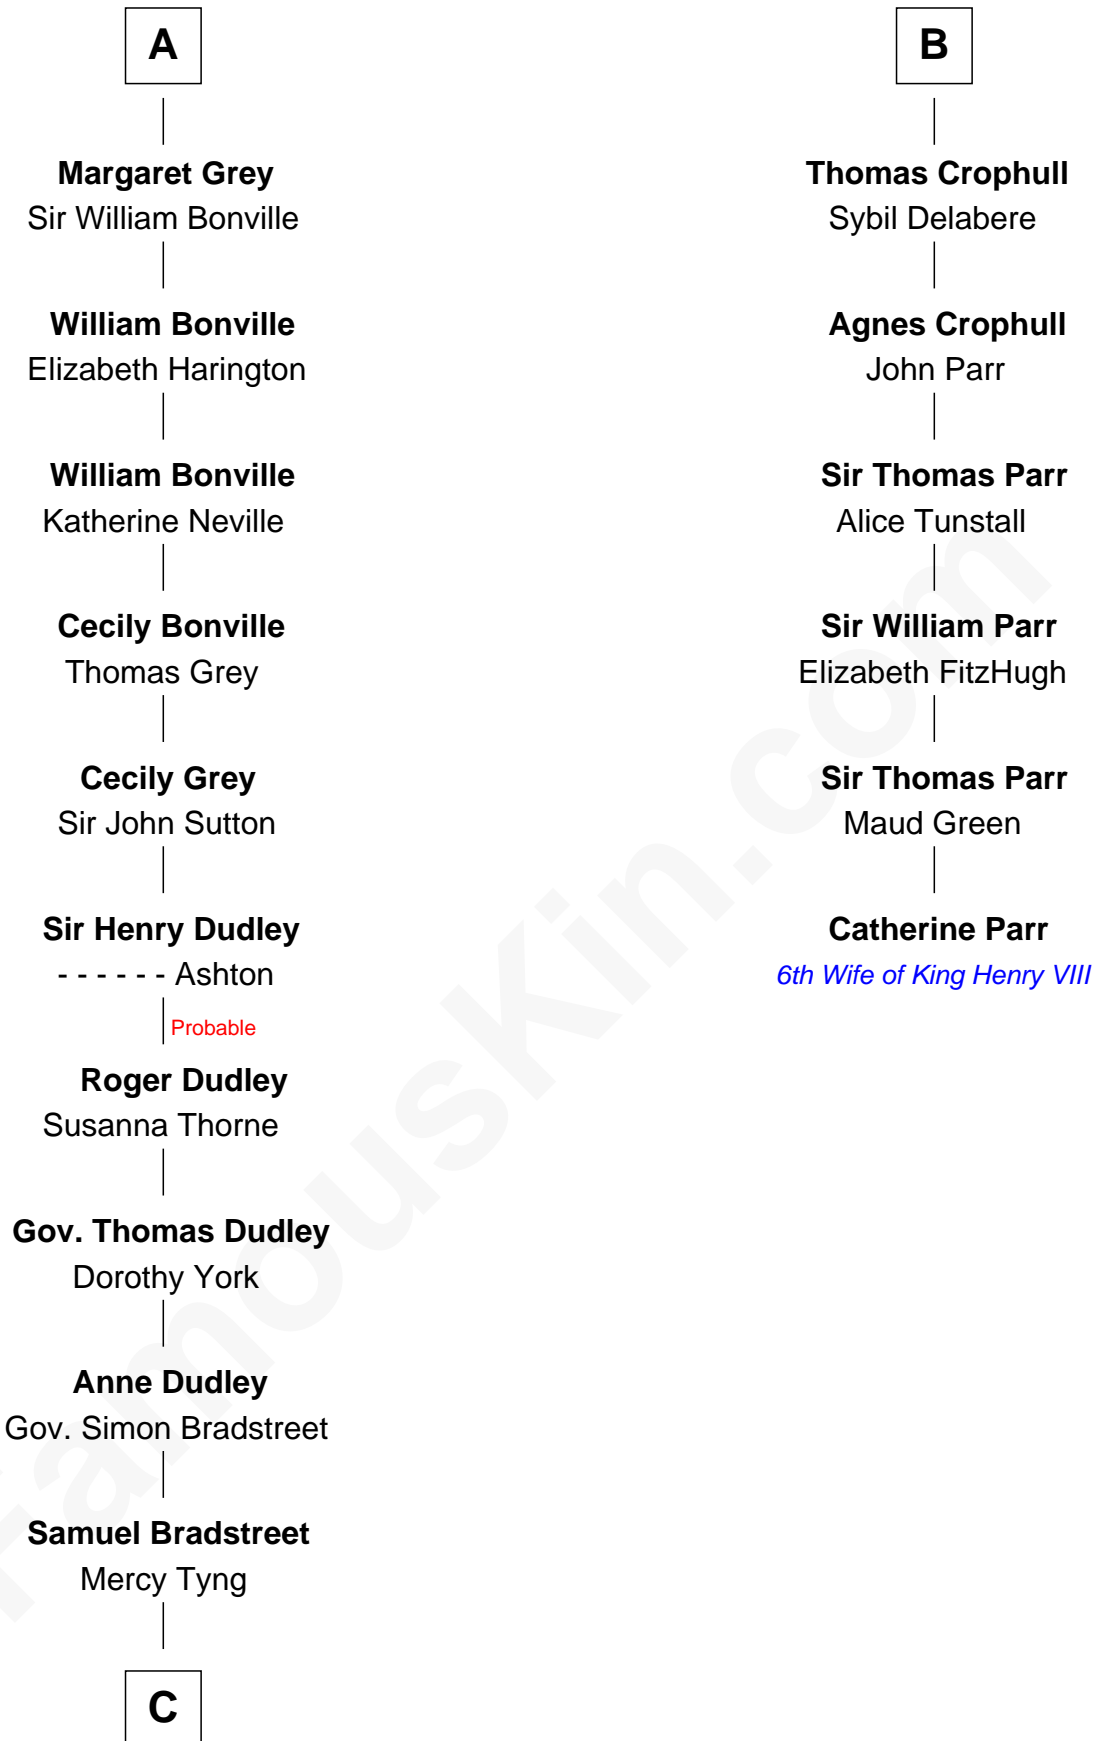 A
Margaret Grey
Sir William Bonville
William Bonville
Elizabeth Harington
William Bonville
Katherine Neville
Cecily Bonville
Thomas Grey
Cecily Grey
Sir John Sutton
Sir Henry Dudley
- - - - - - Ashton
Probable
Roger Dudley
Susanna Thorne
Gov. Thomas Dudley
Dorothy York
Anne Dudley
Gov. Simon Bradstreet
Samuel Bradstreet
Mercy Tyng
C
B
Thomas Crophull
Sybil Delabere
Agnes Crophull
John Parr
Sir Thomas Parr
Alice Tunstall
Sir William Parr
Elizabeth FitzHugh
Sir Thomas Parr
Maud Green
Catherine Parr
6th Wife of King Henry VIII
FamousKin.com